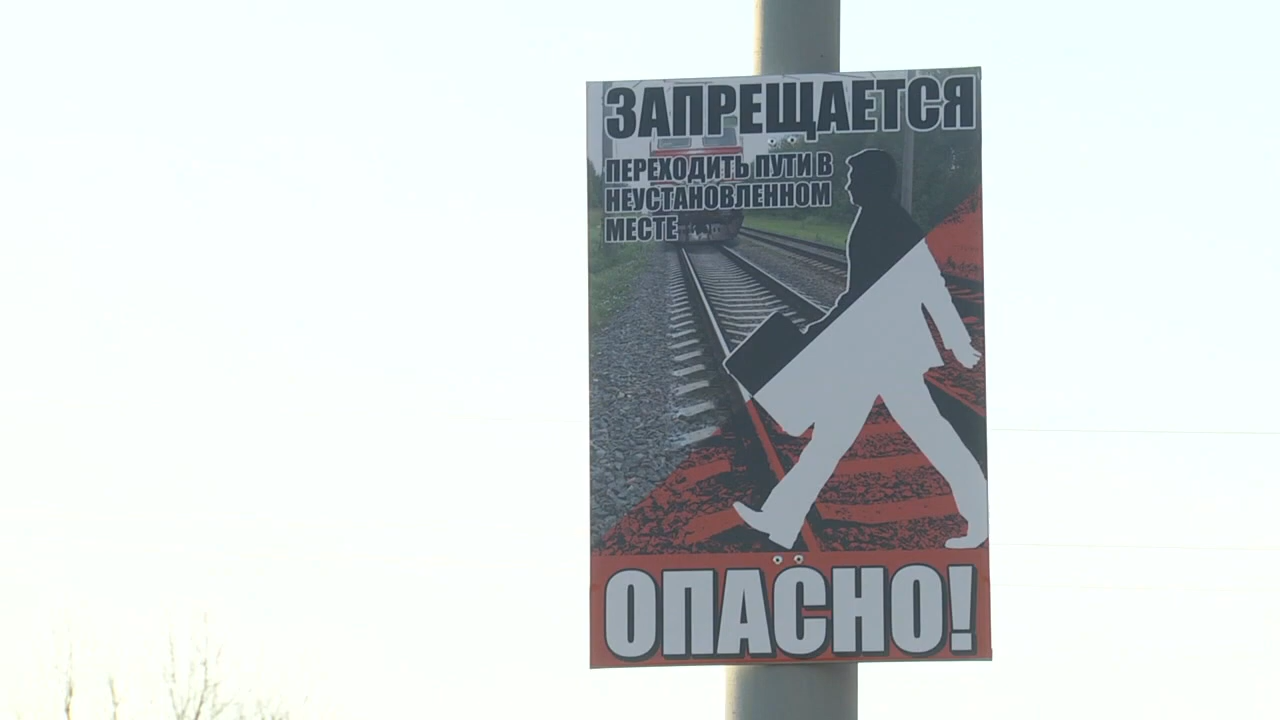 ЗАПРЕЩАЕТСЯ
ПЕРЕХОДИТЬ ПУТИ В
НЕУСТАНОВЛЕННОМ
МЕСТЕ
ОПАСНО!